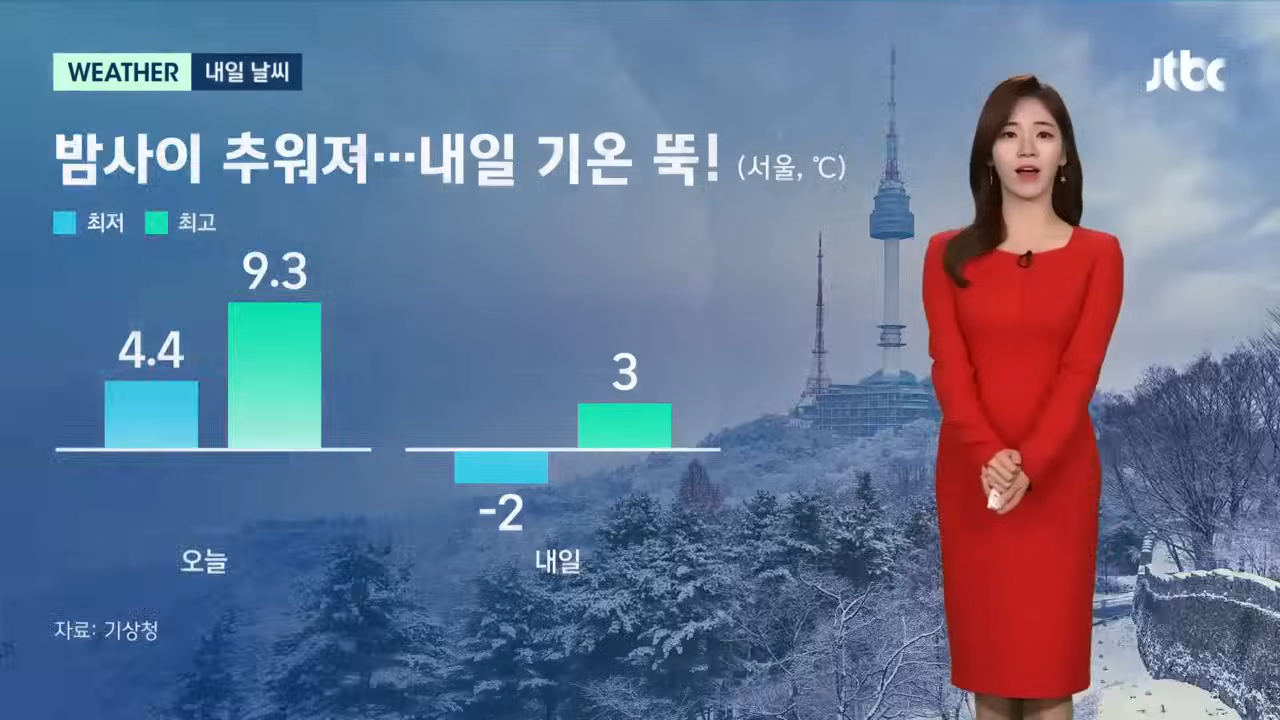 WEATHER 내일 날씨
jtbc
밤사이 추워져…내일 기온 뚝! (서울, ℃)
최저 최고
4.4 9.3
3
-2
오늘 내일
자료: 기상청